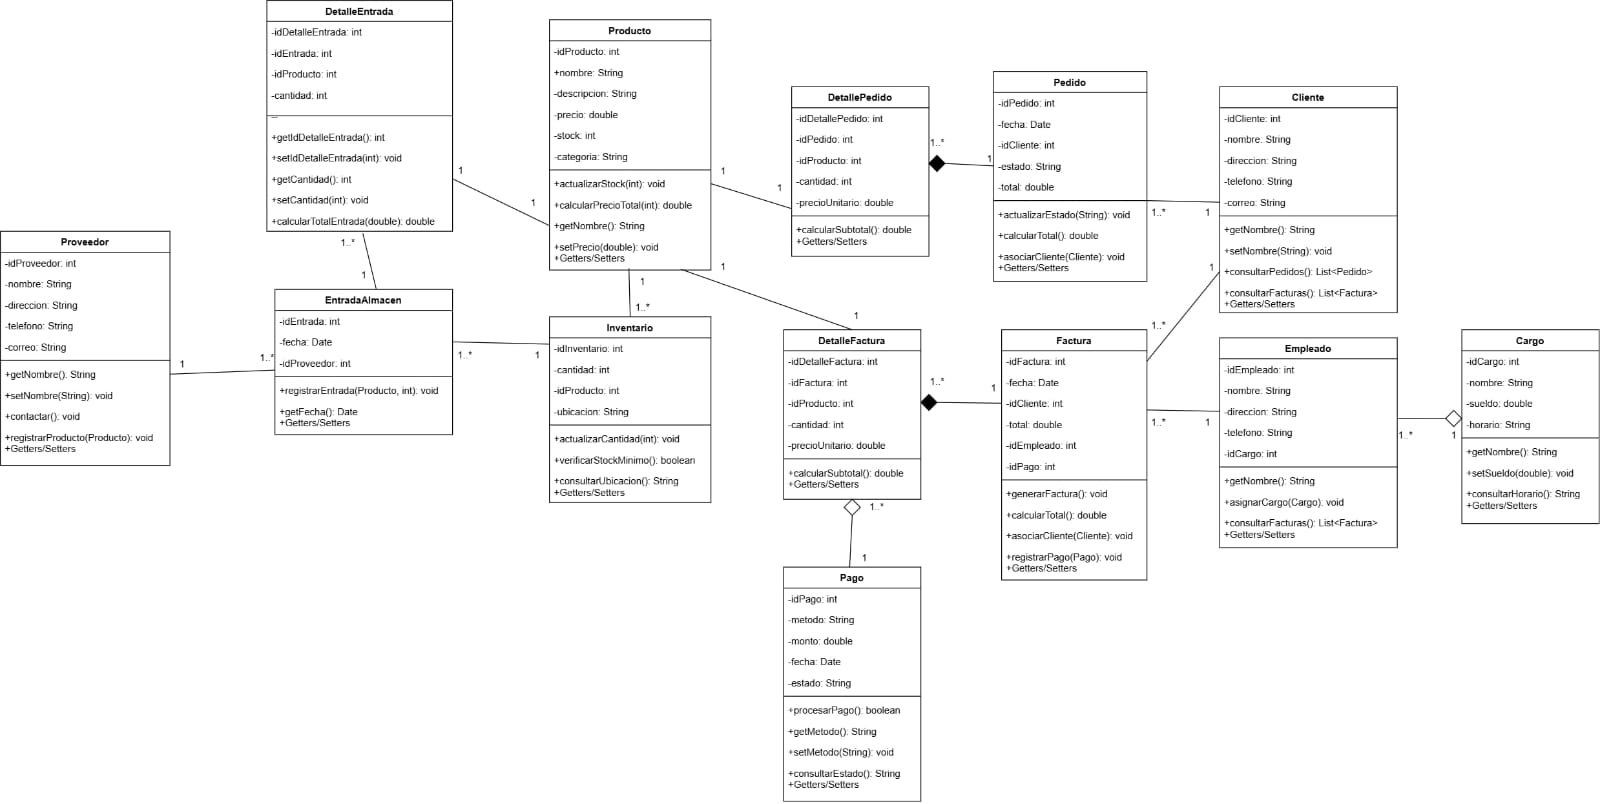 DetalleEntrada
-idDetalleEntrada: int
-idEntrada: int
-idProducto: int
-cantidad: int
--
+getIdDetalleEntrada(): int
+setIdDetalleEntrada(int): void
+getCantidad(): int
+setCantidad(int): void
+calcularTotalEntrada(double): double
1
1
1..*
1
Producto
-idProducto: int
+nombre: String
-descripcion: String
-precio: double
-stock: int
-categoria: String
+actualizarStock(int): void
+calcularPrecioTotal(int): double
+getNombre(): String
+setPrecio(double): void
+Getters/Setters
1
1
1
1..*
1
1
DetallePedido
-idDetallePedido: int
-idPedido: int
-idProducto: int
-cantidad: int
-precioUnitario: double
+calcularSubtotal(): double
+Getters/Setters
1..*
1
Pedido
-idPedido: int
-fecha: Date
-idCliente: int
-estado: String
-total: double
+actualizarEstado(String): void
+calcularTotal(): double
+asociarCliente(Cliente): void
+Getters/Setters
1..*
1
Cliente
-idCliente: int
-nombre: String
-direccion: String
-telefono: String
-correo: String
+getNombre(): String
+setNombre(String): void
+consultarPedidos(): List<Pedido>
+consultarFacturas(): List<Factura>
+Getters/Setters
1
1..*
Proveedor
-idProveedor: int
-nombre: String
-direccion: String
-telefono: String
-correo: String
+getNombre(): String
+setNombre(String): void
+contactar(): void
+registrarProducto(Producto): void
+Getters/Setters
1
1..*
EntradaAlmacen
-idEntrada: int
-fecha: Date
-idProveedor: int
+registrarEntrada(Producto, int): void
+getFecha(): Date
+Getters/Setters
1..*
1
Inventario
-idInventario: int
-cantidad: int
-idProducto: int
-ubicacion: String
+actualizarCantidad(int): void
+verificarStockMinimo(): boolean
+consultarUbicacion(): String
+Getters/Setters
DetalleFactura
-idDetalleFactura: int
-idFactura: int
-idProducto: int
-cantidad: int
-precioUnitario: double
+calcularSubtotal(): double
+Getters/Setters
1..*
1
1..*
1
Factura
-idFactura: int
-fecha: Date
-idCliente: int
-total: double
-idEmpleado: int
-idPago: int
+generarFactura(): void
+calcularTotal(): double
+asociarCliente(Cliente): void
+registrarPago(Pago): void
+Getters/Setters
1..*
1
Empleado
-idEmpleado: int
-nombre: String
-direccion: String
-telefono: String
-idCargo: int
+getNombre(): String
+asignarCargo(Cargo): void
+consultarFacturas(): List<Factura>
+Getters/Setters
1..*
1
Cargo
-idCargo: int
-nombre: String
-sueldo: double
-horario: String
+getNombre(): String
+setSueldo(double): void
+consultarHorario(): String
+Getters/Setters
Pago
-idPago: int
-metodo: String
-monto: double
-fecha: Date
-estado: String
+procesarPago(): boolean
+getMetodo(): String
+setMetodo(String): void
+consultarEstado(): String
+Getters/Setters